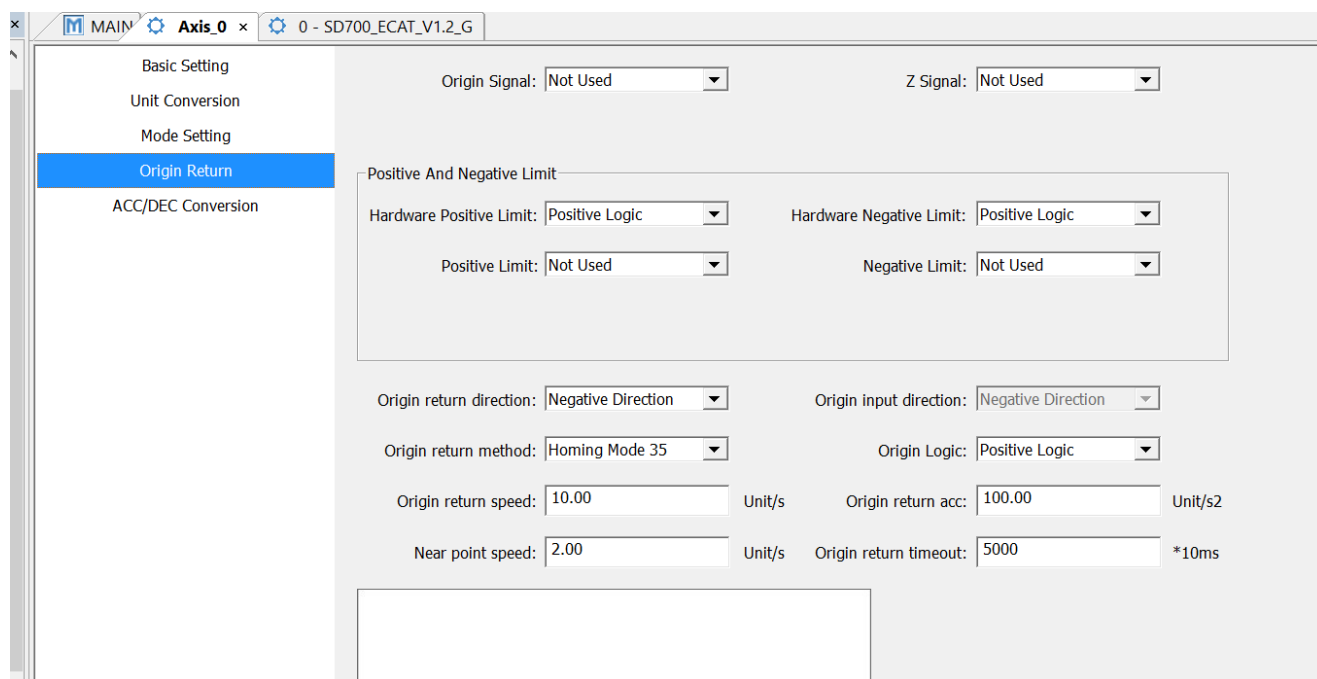 × MAIN Axis_0 × 0 - SD700_ECAT_V1.2_G
Basic Setting
Unit Conversion
Mode Setting
Origin Return
ACC/DEC Conversion
Origin Signal: Not Used Z Signal: Not Used
Positive And Negative Limit
Hardware Positive Limit: Positive Logic Hardware Negative Limit: Positive Logic
Positive Limit: Not Used Negative Limit: Not Used
Origin return direction: Negative Direction Origin input direction: Negative Direction
Origin return method: Homing Mode 35 Origin Logic: Positive Logic
Origin return speed: 10.00 Unit/s Origin return acc: 100.00 Unit/s2
Near point speed: 2.00 Unit/s Origin return timeout: 5000 *10ms